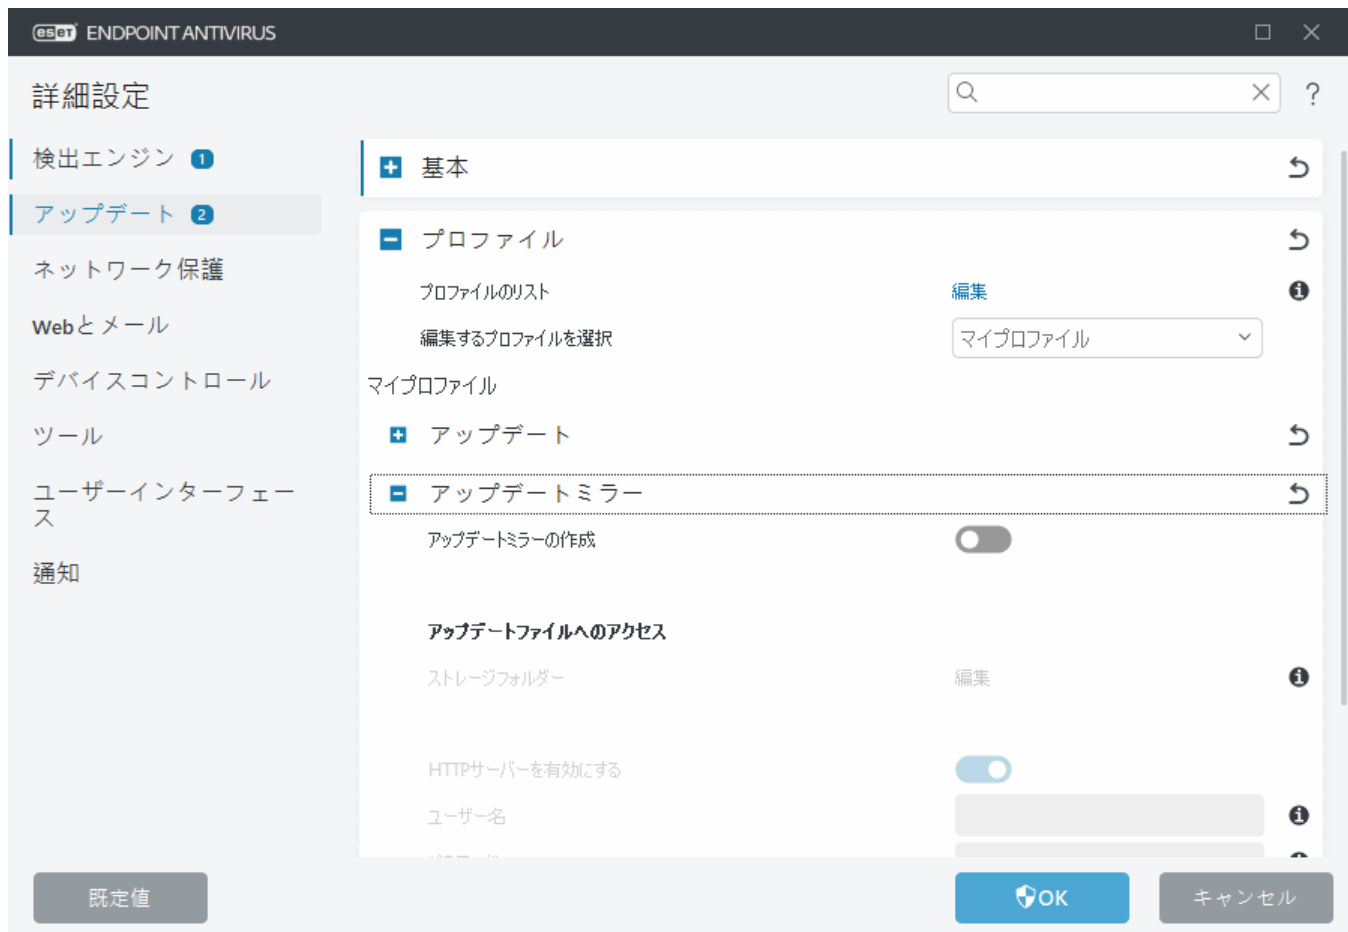 eset ENDPOINT ANTIVIRUS
詳細設定
?
検出エンジン 1
アップデート 2
ネットワーク保護
Webとメール
デバイスコントロール
ツール
ユーザーインターフェー
ス
通知
基本
プロファイル
プロファイルのリスト 編集
編集するプロファイルを選択 マイプロファイル
マイプロファイル
アップデート
アップデートミラー
アップデートミラーの作成
アップデートファイルへのアクセス
ストレージフォルダー 編集
HTTPサーバーを有効にする
ユーザー名
既定値 OK キャンセル